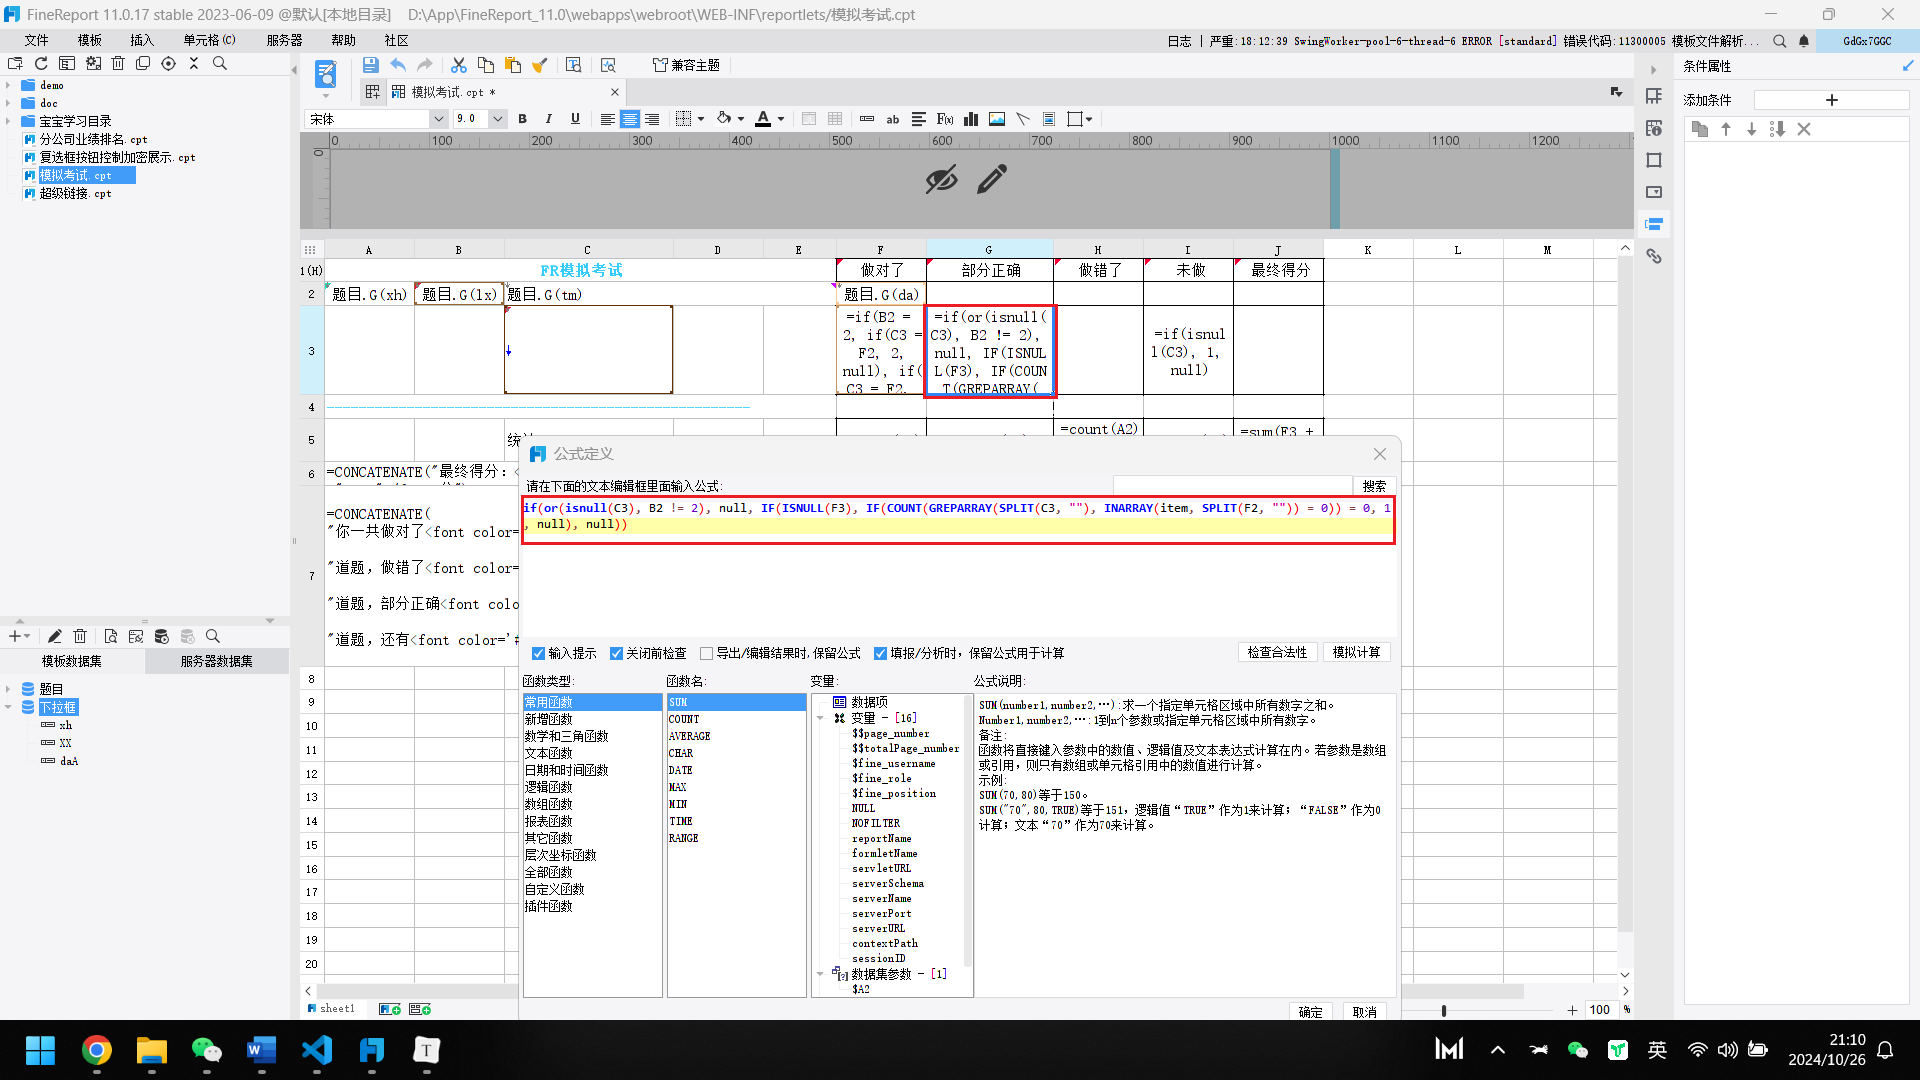 FineReport 11.0.17 stable 2023-06-09 @默认[本地目录] D:\App\FineReport_11.0\webapps\webroot\WEB-INF\reportlets/模拟考试.cpt
文件 模板 插入 单元格(C) 服务器 帮助 社区
日志 | 严重:18:12:39 SwingWorker-pool-6-thread-6 ERROR [standard] 错误代码:11300005 模板文件解析...
GdGx7GGC
demo
doc
宝宝学习目录
分公司业绩排名.cpt
复选框按钮控制加密展示.cpt
模拟考试.cpt
超级链接.cpt
兼容主题
模拟考试.cpt *
宋体 9.0 B I U
0 100 200 300 400 500 600 700 800 900 1000 1100 1200
A B C D E F G H I J K L M
1(H) FR模拟考试 做对了 部分正确 做错了 未做 最终得分
2 题目.G(xh) 题目.G(lx) 题目.G(tm) 题目.G(da)
3
=if(B2 =
2, if(C3 =
F2, 2,
null), if(
C3 = F2,
=if(or(isnull(
C3), B2 != 2),
null, IF(ISNUL
L(F3), IF(COUN
T(GREPARRAY(
=if(isnul
l(C3), 1,
null)
4
5 =count(A2) =sum(F3 +
6 =CONCATENATE("最终得分:<
7
=CONCATENATE(
"你一共做对了<font color=
"道题，做错了<font color=
"道题，部分正确<font colo
"道题，还有<font color='#
8
9
10
11
12
13
14
15
16
17
18
19
20
公式定义
请在下面的文本编辑框里面输入公式:
搜索
if(or(isnull(C3), B2 != 2), null, IF(ISNULL(F3), IF(COUNT(GREPARRAY(SPLIT(C3, ""), INARRAY(item, SPLIT(F2, "")) = 0)) = 0, 1
, null), null))
输入提示 关闭前检查 导出/编辑结果时,保留公式 填报/分析时，保留公式用于计算 检查合法性 模拟计算
函数类型: 函数名: 变量: 公式说明:
常用函数
新增函数
数学和三角函数
文本函数
日期和时间函数
逻辑函数
数组函数
报表函数
其它函数
层次坐标函数
全部函数
自定义函数
插件函数
SUM
COUNT
AVERAGE
CHAR
DATE
MAX
MIN
TIME
RANGE
数据项
变量 - [16]
$$page_number
$$totalPage_number
$fine_username
$fine_role
$fine_position
NULL
NOFILTER
reportName
formletName
servletURL
serverSchema
serverName
serverPort
serverURL
contextPath
sessionID
数据集参数 - [1]
$A2
SUM(number1,number2,…):求一个指定单元格区域中所有数字之和。
Number1,number2,…:1到n个参数或指定单元格区域中所有数字。
备注:
函数将直接键入参数中的数值、逻辑值及文本表达式计算在内。若参数是数组
或引用，则只有数组或单元格引用中的数值进行计算。
示例:
SUM(70,80)等于150。
SUM("70",80,TRUE)等于151，逻辑值“TRUE”作为1来计算；“FALSE”作为0
计算；文本“70”作为70来计算。
确定 取消
条件属性
添加条件
模板数据集 服务器数据集
题目
下拉框
xh
XX
daA
sheet1
100 %
英
21:10
2024/10/26